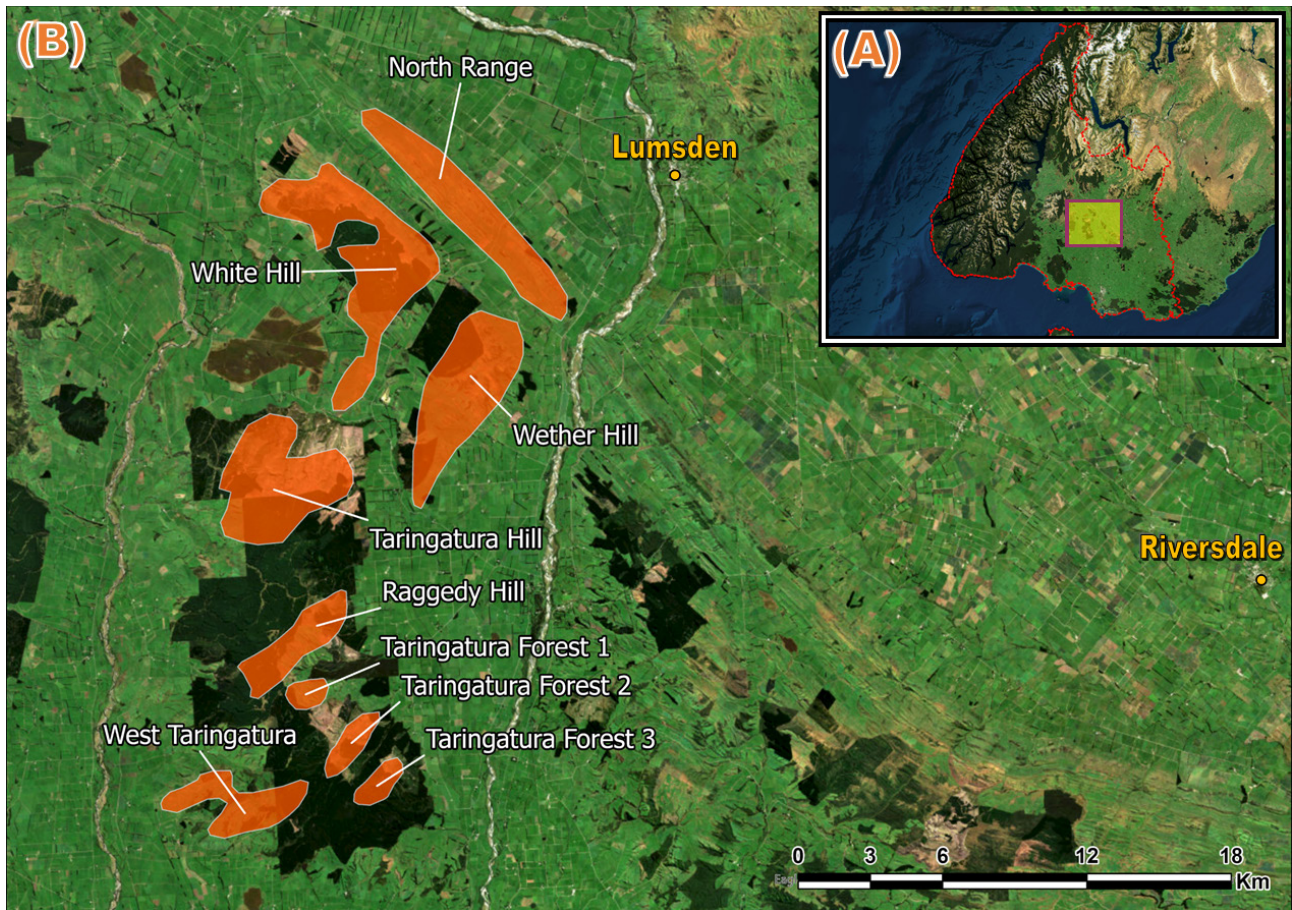 (B)
(A)
North Range
Lumsden
White Hill
Wether Hill
Taringatura Hill
Riversdale
Raggedy Hill
Taringatura Forest 1
Taringatura Forest 2
West Taringatura
Taringatura Forest 3
0 3 6 12 18
Km